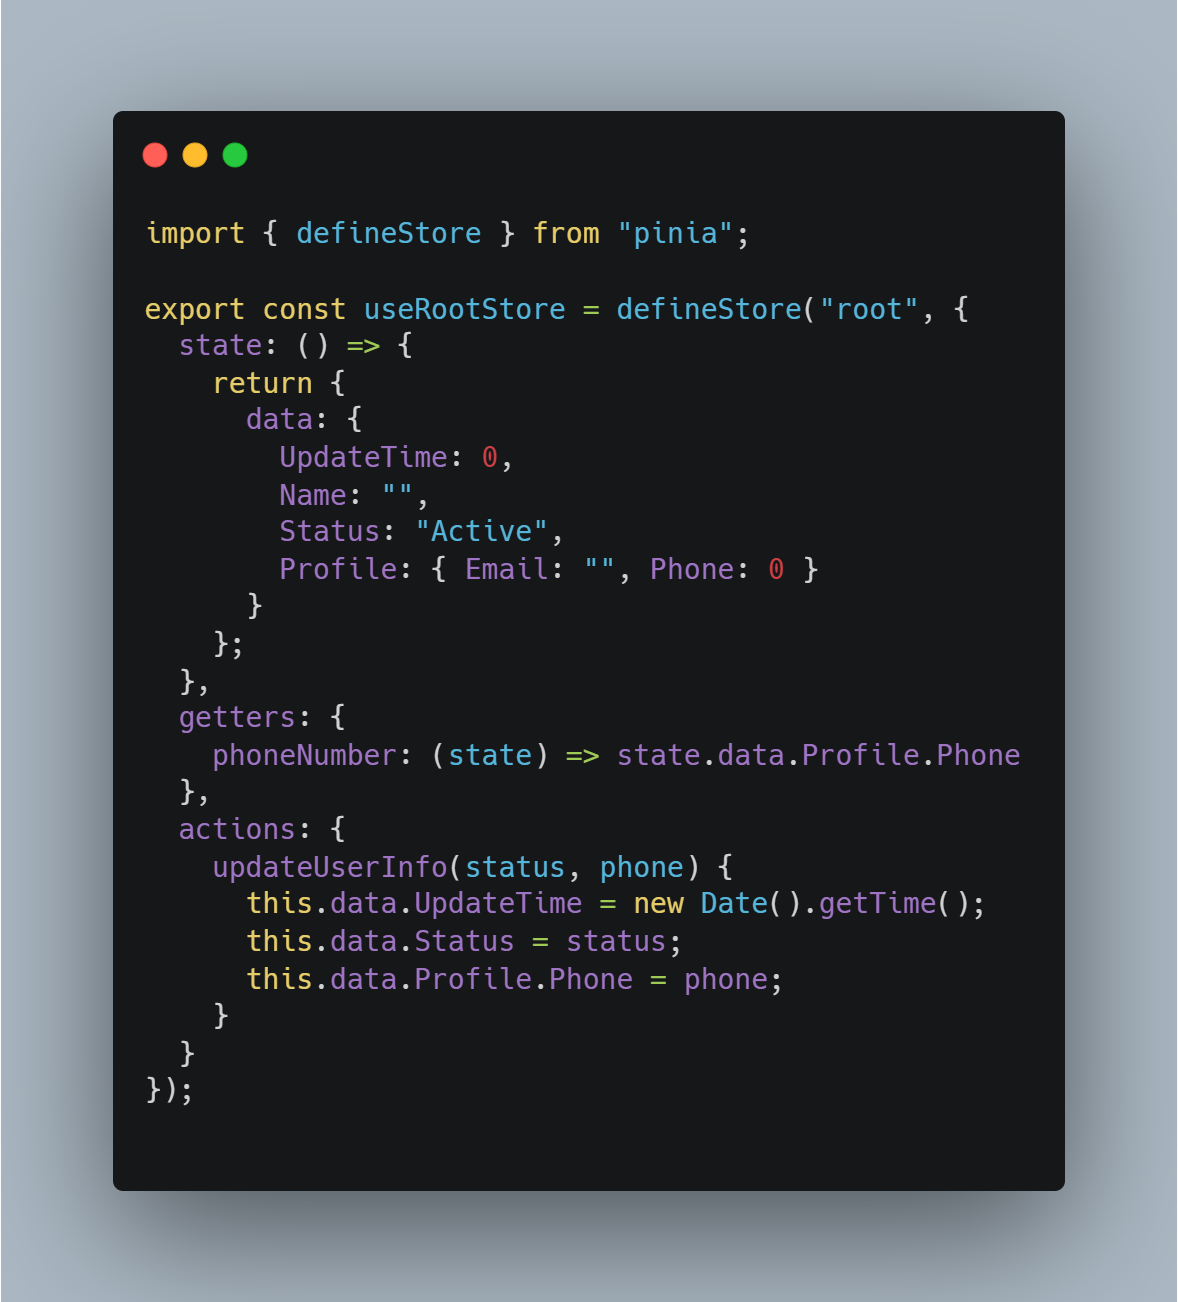 import { defineStore } from "pinia";

export const useRootStore = defineStore("root", {
  state: () => {
    return {
      data: {
        UpdateTime: 0,
        Name: "",
        Status: "Active",
        Profile: { Email: "", Phone: 0 }
      }
    };
  },
  getters: {
    phoneNumber: (state) => state.data.Profile.Phone
  },
  actions: {
    updateUserInfo(status, phone) {
      this.data.UpdateTime = new Date().getTime();
      this.data.Status = status;
      this.data.Profile.Phone = phone;
    }
  }
});